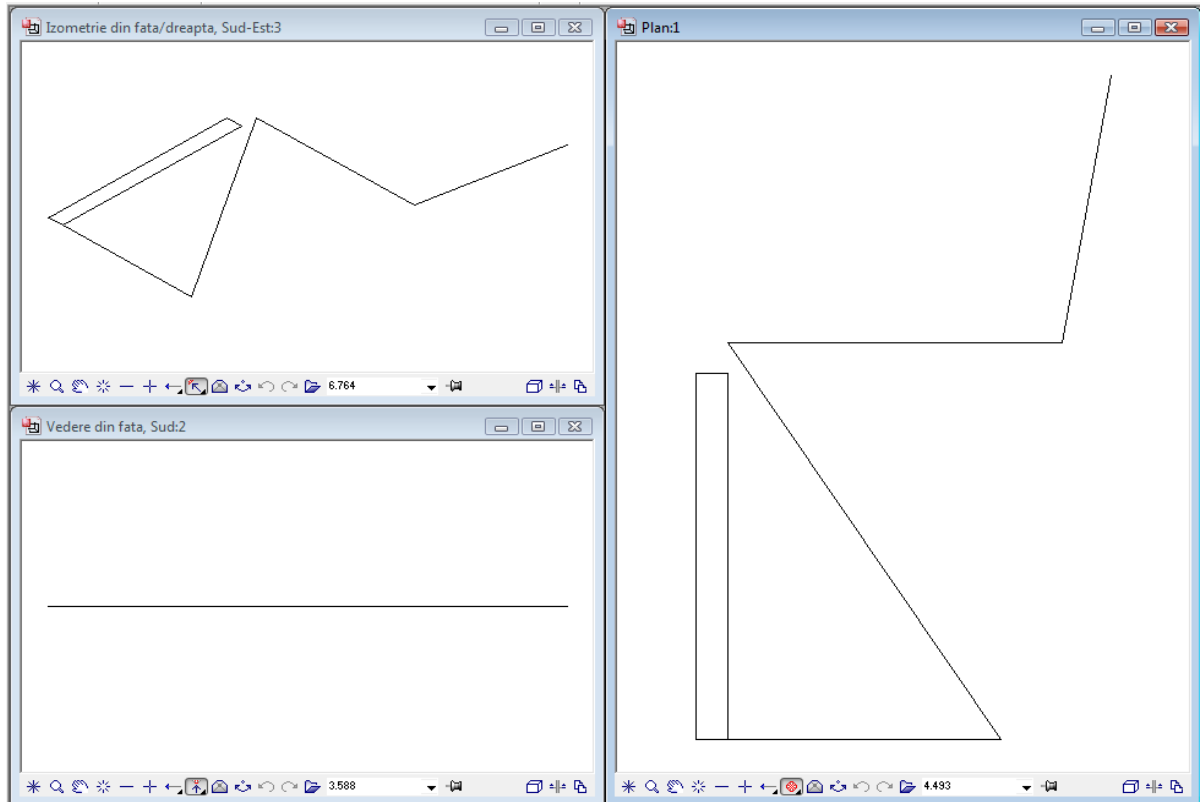 Izometrie din fata/dreapta, Sud-Est:3
6.764
Vedere din fata, Sud:2
3.588
Plan:1
4.493